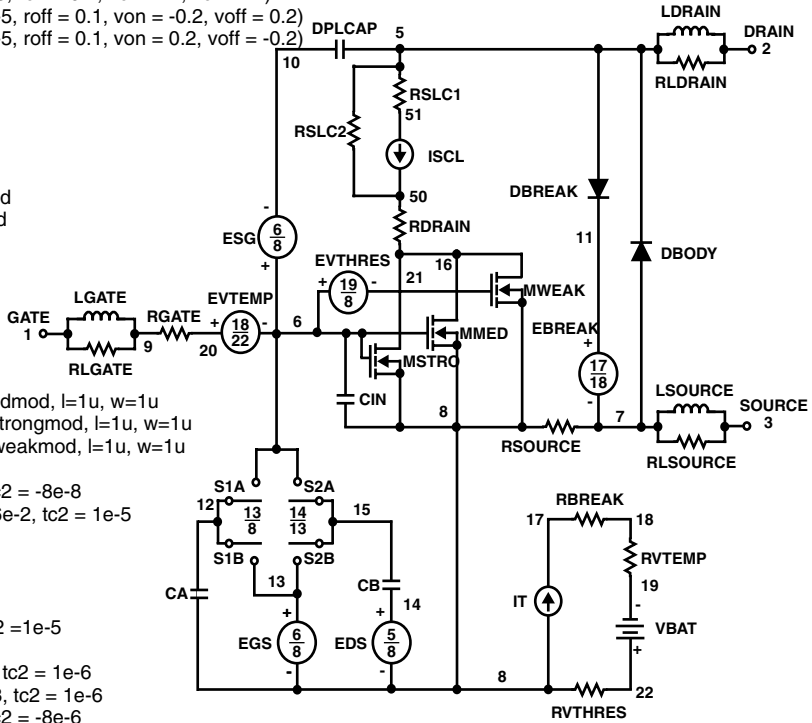 e5, roff = 0.1, von = -0.2, voff = 0.2)
e5, roff = 0.1, von = 0.2, voff = -0.2)
LDRAIN
DPLCAP
5
DRAIN
2
10
RLDRAIN
RSLC1
51
RSLC2
ISCL
d
d
DBREAK
50
RDRAIN
-
ESG
6
8
+
11
DBODY
EVTHRES
16
+
19
8
-
21
MWEAK
LGATE
EVTEMP
GATE
1
RGATE
+
18
22
-
6
MMED
EBREAK
+
9
20
MSTRO
17
18
RLGATE
dmod, l=1u, w=1u
CIN
-
LSOURCE
trongmod, l=1u, w=1u
8
7
SOURCE
3
weakmod, l=1u, w=1u
RSOURCE
RLSOURCE
c2 = -8e-8
S1A
S2A
6e-2, tc2 = 1e-5
12
13
8
14
13
15
RBREAK
17
18
S1B
S2B
RVTEMP
13
CB
19
CA
14
IT
-
+
+
VBAT
2 =1e-5
EGS
6
8
EDS
5
8
+
-
-
8
22
tc2 = 1e-6
3, tc2 = 1e-6
RVTHRES
c2 = -8e-6